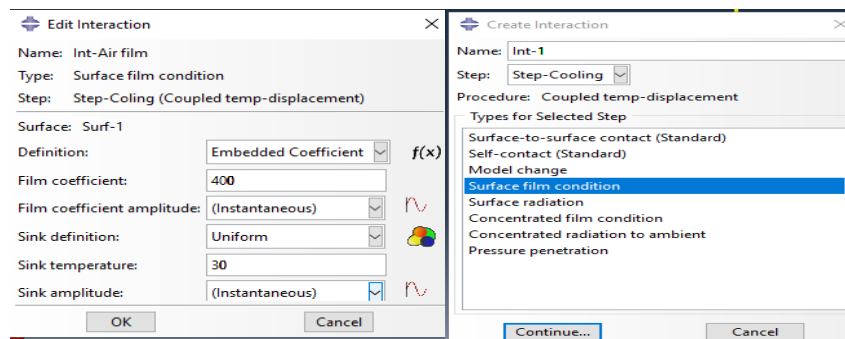 Edit Interaction
Name: Int-Air film
Type: Surface film condition
Step: Step-Coling (Coupled temp-displacement)
Surface: Surf-1
Definition: Embedded Coefficient f(x)
Film coefficient: 400
Film coefficient amplitude: (Instantaneous)
Sink definition: Uniform
Sink temperature: 30
Sink amplitude: (Instantaneous)
OK Cancel
Create Interaction
Name: Int-1
Step: Step-Cooling
Procedure: Coupled temp-displacement
Types for Selected Step
Surface-to-surface contact (Standard)
Self-contact (Standard)
Model change
Surface film condition
Surface radiation
Concentrated film condition
Concentrated radiation to ambient
Pressure penetration
Continue... Cancel